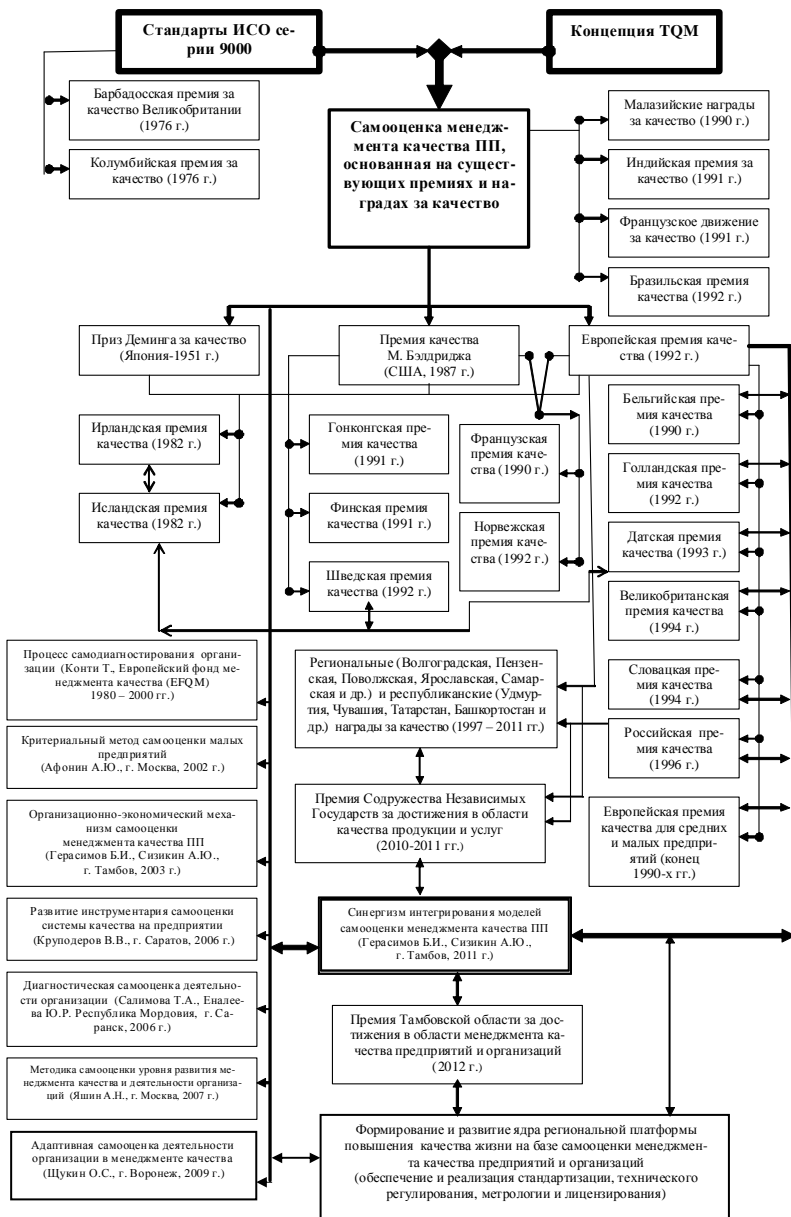 Стандарты ИСО се-
рии 9000
Концепция TQM
Барбадосская премия за
качество Великобритании
(1976 г.)
Колумбийская премия за
качество (1976 г.)
Самооценка менедж-
мента качества ПП,
основанная на сущест-
вующих премиях и на-
градах за качество
Малазийские награды
за качество (1990 г.)
Индийская премия за
качество (1991 г.)
Французское движение
за качество (1991 г.)
Бразильская премия
качества (1992 г.)
Приз Деминга за качество
(Япония-1951 г.)
Премия качества
М. Бэлдриджа
(США, 1987 г.)
Европейская премия каче-
ства (1992 г.)
Ирландская премия
качества (1982 г.)
Исландская премия
качества (1982 г.)
Гонконгская пре-
мия качества
(1991 г.)
Финская премия
качества (1991 г.)
Шведская премия
качества (1992 г.)
Французская
премия каче-
ства (1990 г.)
Норвежская
премия каче-
ства (1992 г.)
Бельгийская пре-
мия качества
(1990 г.)
Голландская пре-
мия качества
(1992 г.)
Датская премия
качества (1993 г.)
Великобританская
премия качества
(1994 г.)
Словацкая пре-
мия качества
(1994 г.)
Российская премия
качества
(1996 г.)
Европейская премия
качества для средних
и малых предприя-
тий (конец
1990-х гг.)
Процесс самодиагностирования организа-
ции (Конти Т., Европейский фонд ме-
неджмента качества (EFQM)
1980 – 2000 гг.)
Критериальный метод самооценки малых
предприятий
(Афонин А.Ю., г. Москва, 2002 г.)
Организационно-экономический меха-
низм самооценки
менеджмента качества ПП
(Герасимов Б.И., Сизикин А.Ю.,
г. Тамбов, 2003 г.)
Развитие инструментария самооценки
системы качества на предприятии
(Круподеров В.В., г. Саратов, 2006 г.)
Диагностическая самооценка деятельно-
сти организации (Салимова Т.А., Еналее-
ва Ю.Р. Республика Мордовия, г. Са-
ранск, 2006 г.)
Методика самооценки уровня развития ме-
неджмента качества и деятельности организа-
ций (Яшин А.Н., г. Москва, 2007 г.)
Адаптивная самооценка деятельности
организации в менеджменте качества
(Щукин О.С., г. Воронеж, 2009 г.)
Региональные (Волгоградская, Пензен-
ская, Поволжская, Ярославская, Самар-
ская и др.) и республиканские (Удмур-
тия, Чувашия, Татарстан, Башкортостан и
др.) награды за качество (1997 – 2011 гг.)
Премия Содружества Независимых
Государств за достижения в области
качества продукции и услуг
(2010-2011 гг.)
Синергизм интегрирования моделей
самооценки менеджмента качества ПП
(Герасимов Б.И., Сизикин А.Ю.,
г. Тамбов, 2011 г.)
Премия Тамбовской области за дос-
тижения в области менеджмента ка-
чества предприятий и организаций
(2012 г.)
Формирование и развитие ядра региональной платформы
повышения качества жизни на базе самооценки менеджмен-
та качества предприятий и организаций
(обеспечение и реализация стандартизации, технического
регулирования, метрологии и лицензирования)